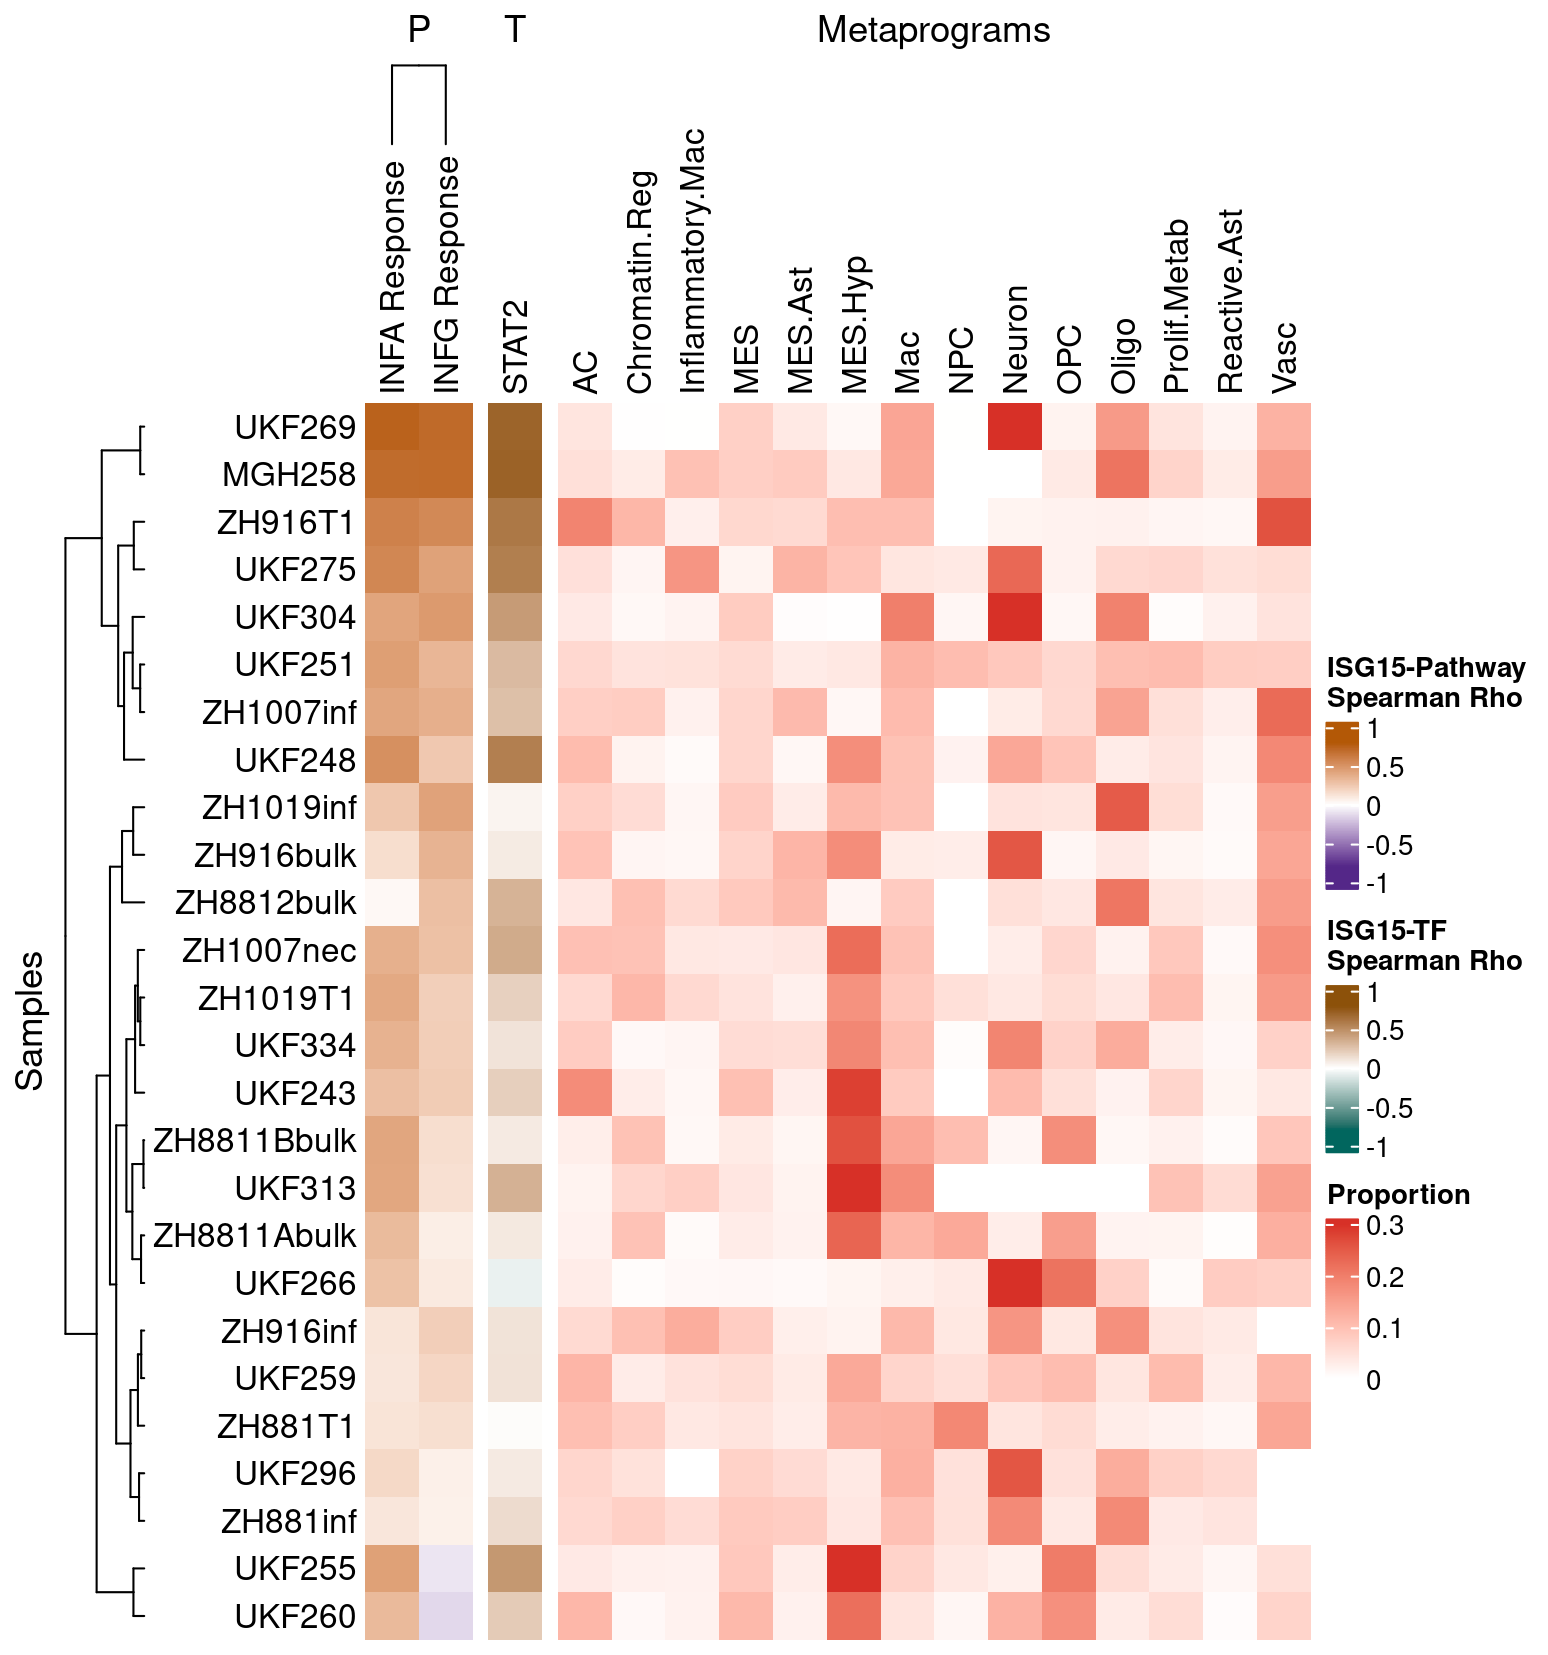 P
T
Metaprograms
INFA Response
INFG Response
STAT2
AC
Chromatin.Reg
Inflammatory.Mac
MES
MES.Ast
MES.Hyp
Mac
NPC
Neuron
OPC
Oligo
Prolif.Metab
Reactive.Ast
Vasc
Samples
UKF269
MGH258
ZH916T1
UKF275
UKF304
UKF251
ZH1007inf
UKF248
ZH1019inf
ZH916bulk
ZH8812bulk
ZH1007nec
ZH1019T1
UKF334
UKF243
ZH8811Bbulk
UKF313
ZH8811Abulk
UKF266
ZH916inf
UKF259
ZH881T1
UKF296
ZH881inf
UKF255
UKF260
ISG15-Pathway
Spearman Rho
1
0.5
0
-0.5
-1
ISG15-TF
Spearman Rho
1
0.5
0
-0.5
-1
Proportion
0.3
0.2
0.1
0